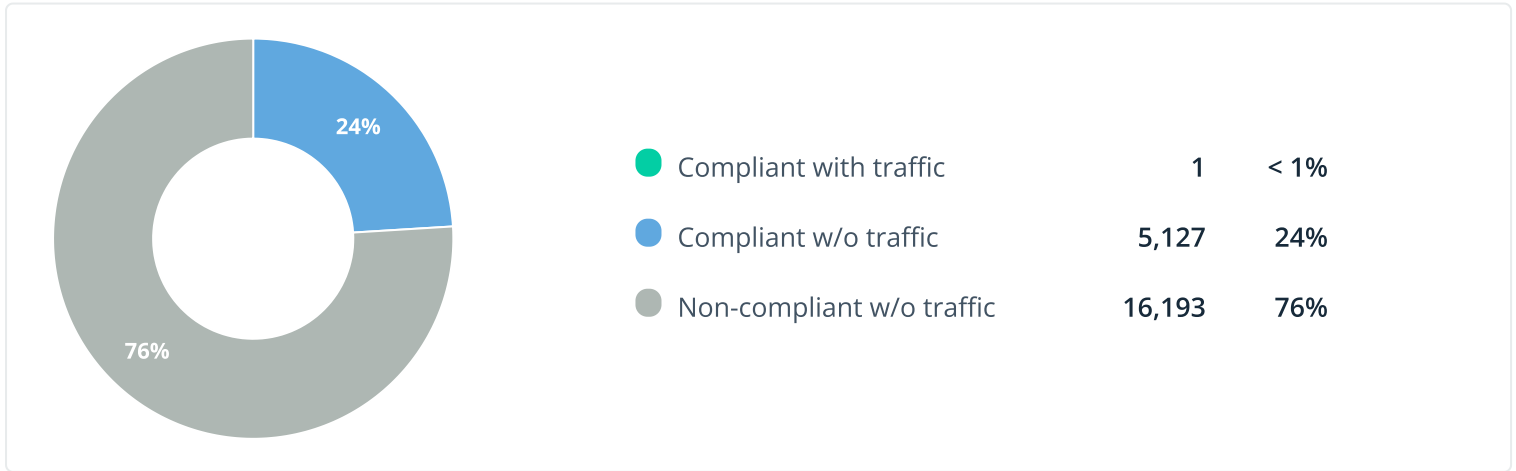 24%
76%
Compliant with traffic 1 < 1%
Compliant w/o traffic 5,127 24%
Non-compliant w/o traffic 16,193 76%